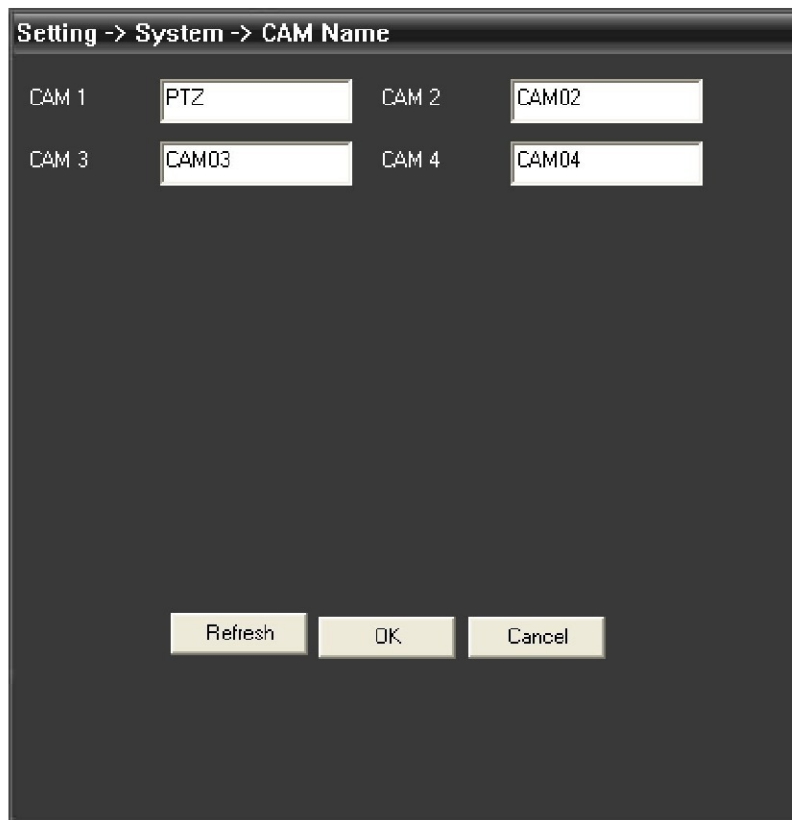 Setting -> System -> CAM Name
CAM 1 PTZ CAM 2 CAM02
CAM 3 CAM03 CAM 4 CAM04
Refresh OK Cancel